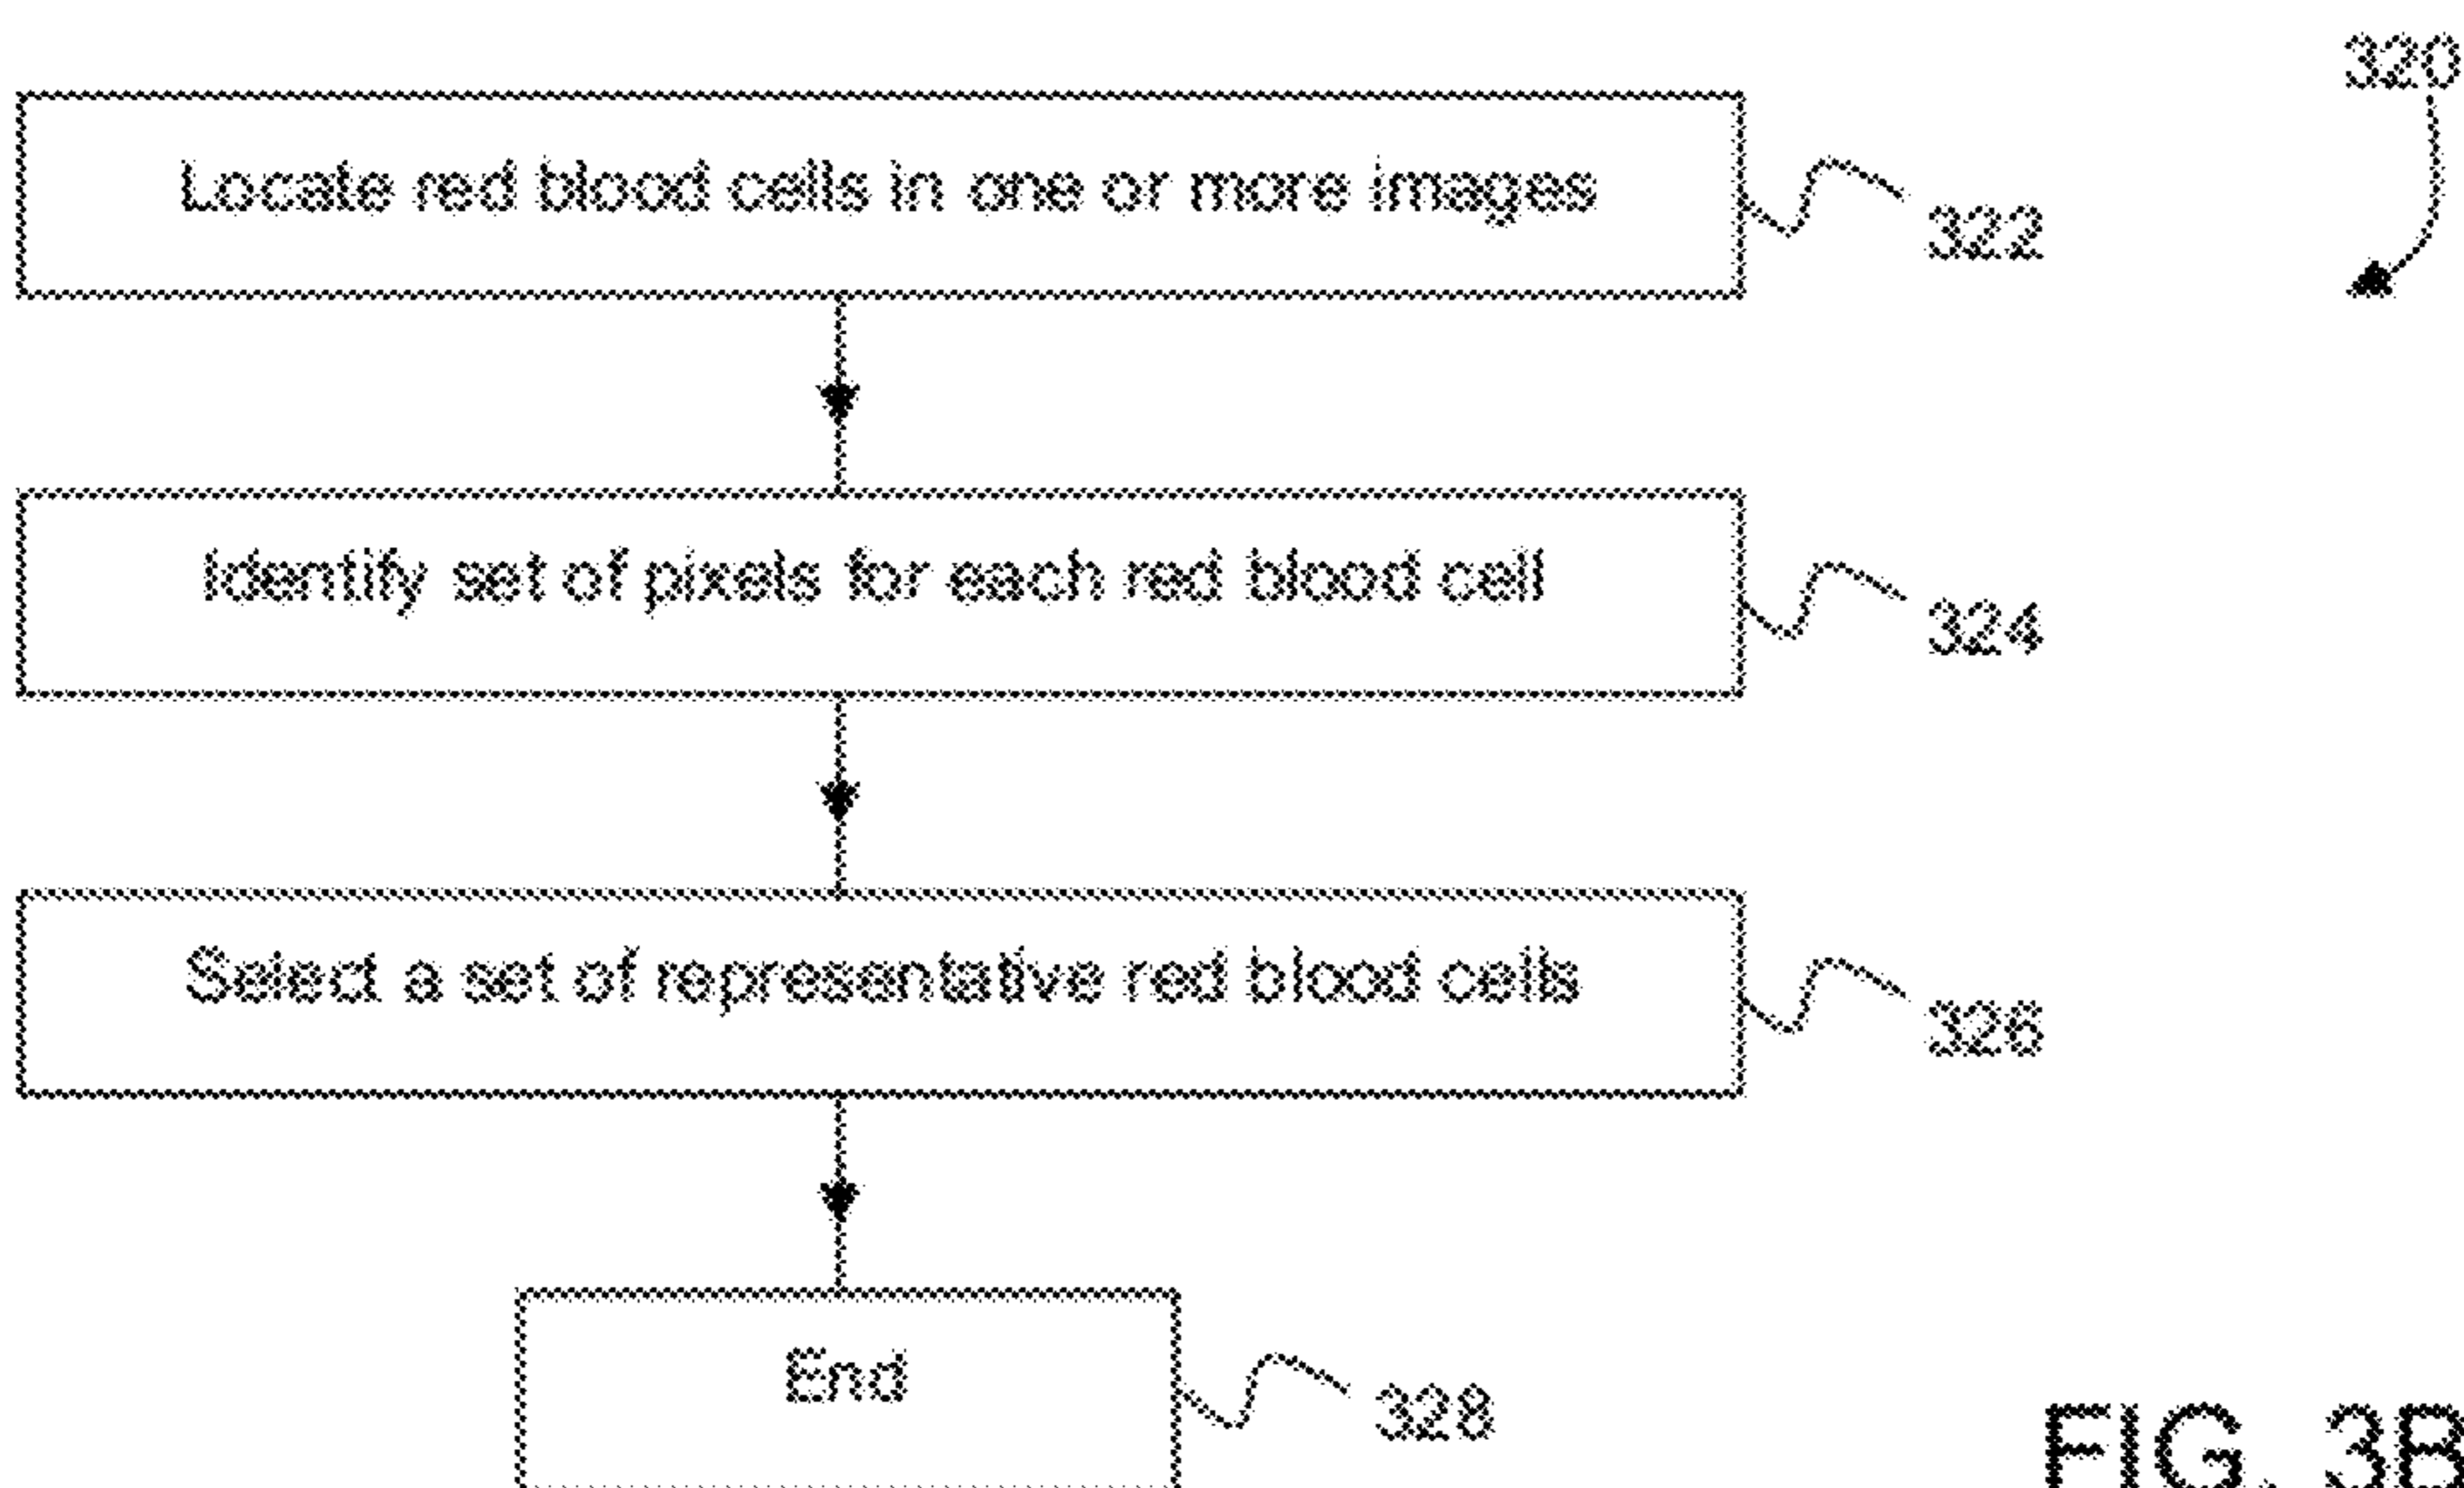 320
Locate red blood cells in one or more images
322
Identify set of pixels for each red blood cell
324
Select a set of representative red blood cells
326
End
328
FIG. 3B